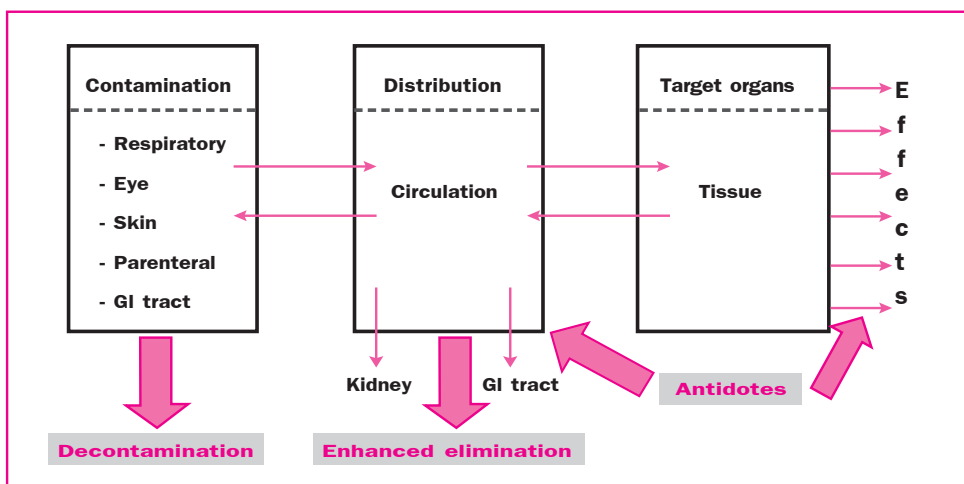 Contamination
- Respiratory
- Eye
- Skin
- Parenteral
- GI tract
Decontamination
Distribution
Circulation
Kidney GI tract
Enhanced elimination
Target organs
Tissue
Antidotes
E
f
f
e
c
t
s